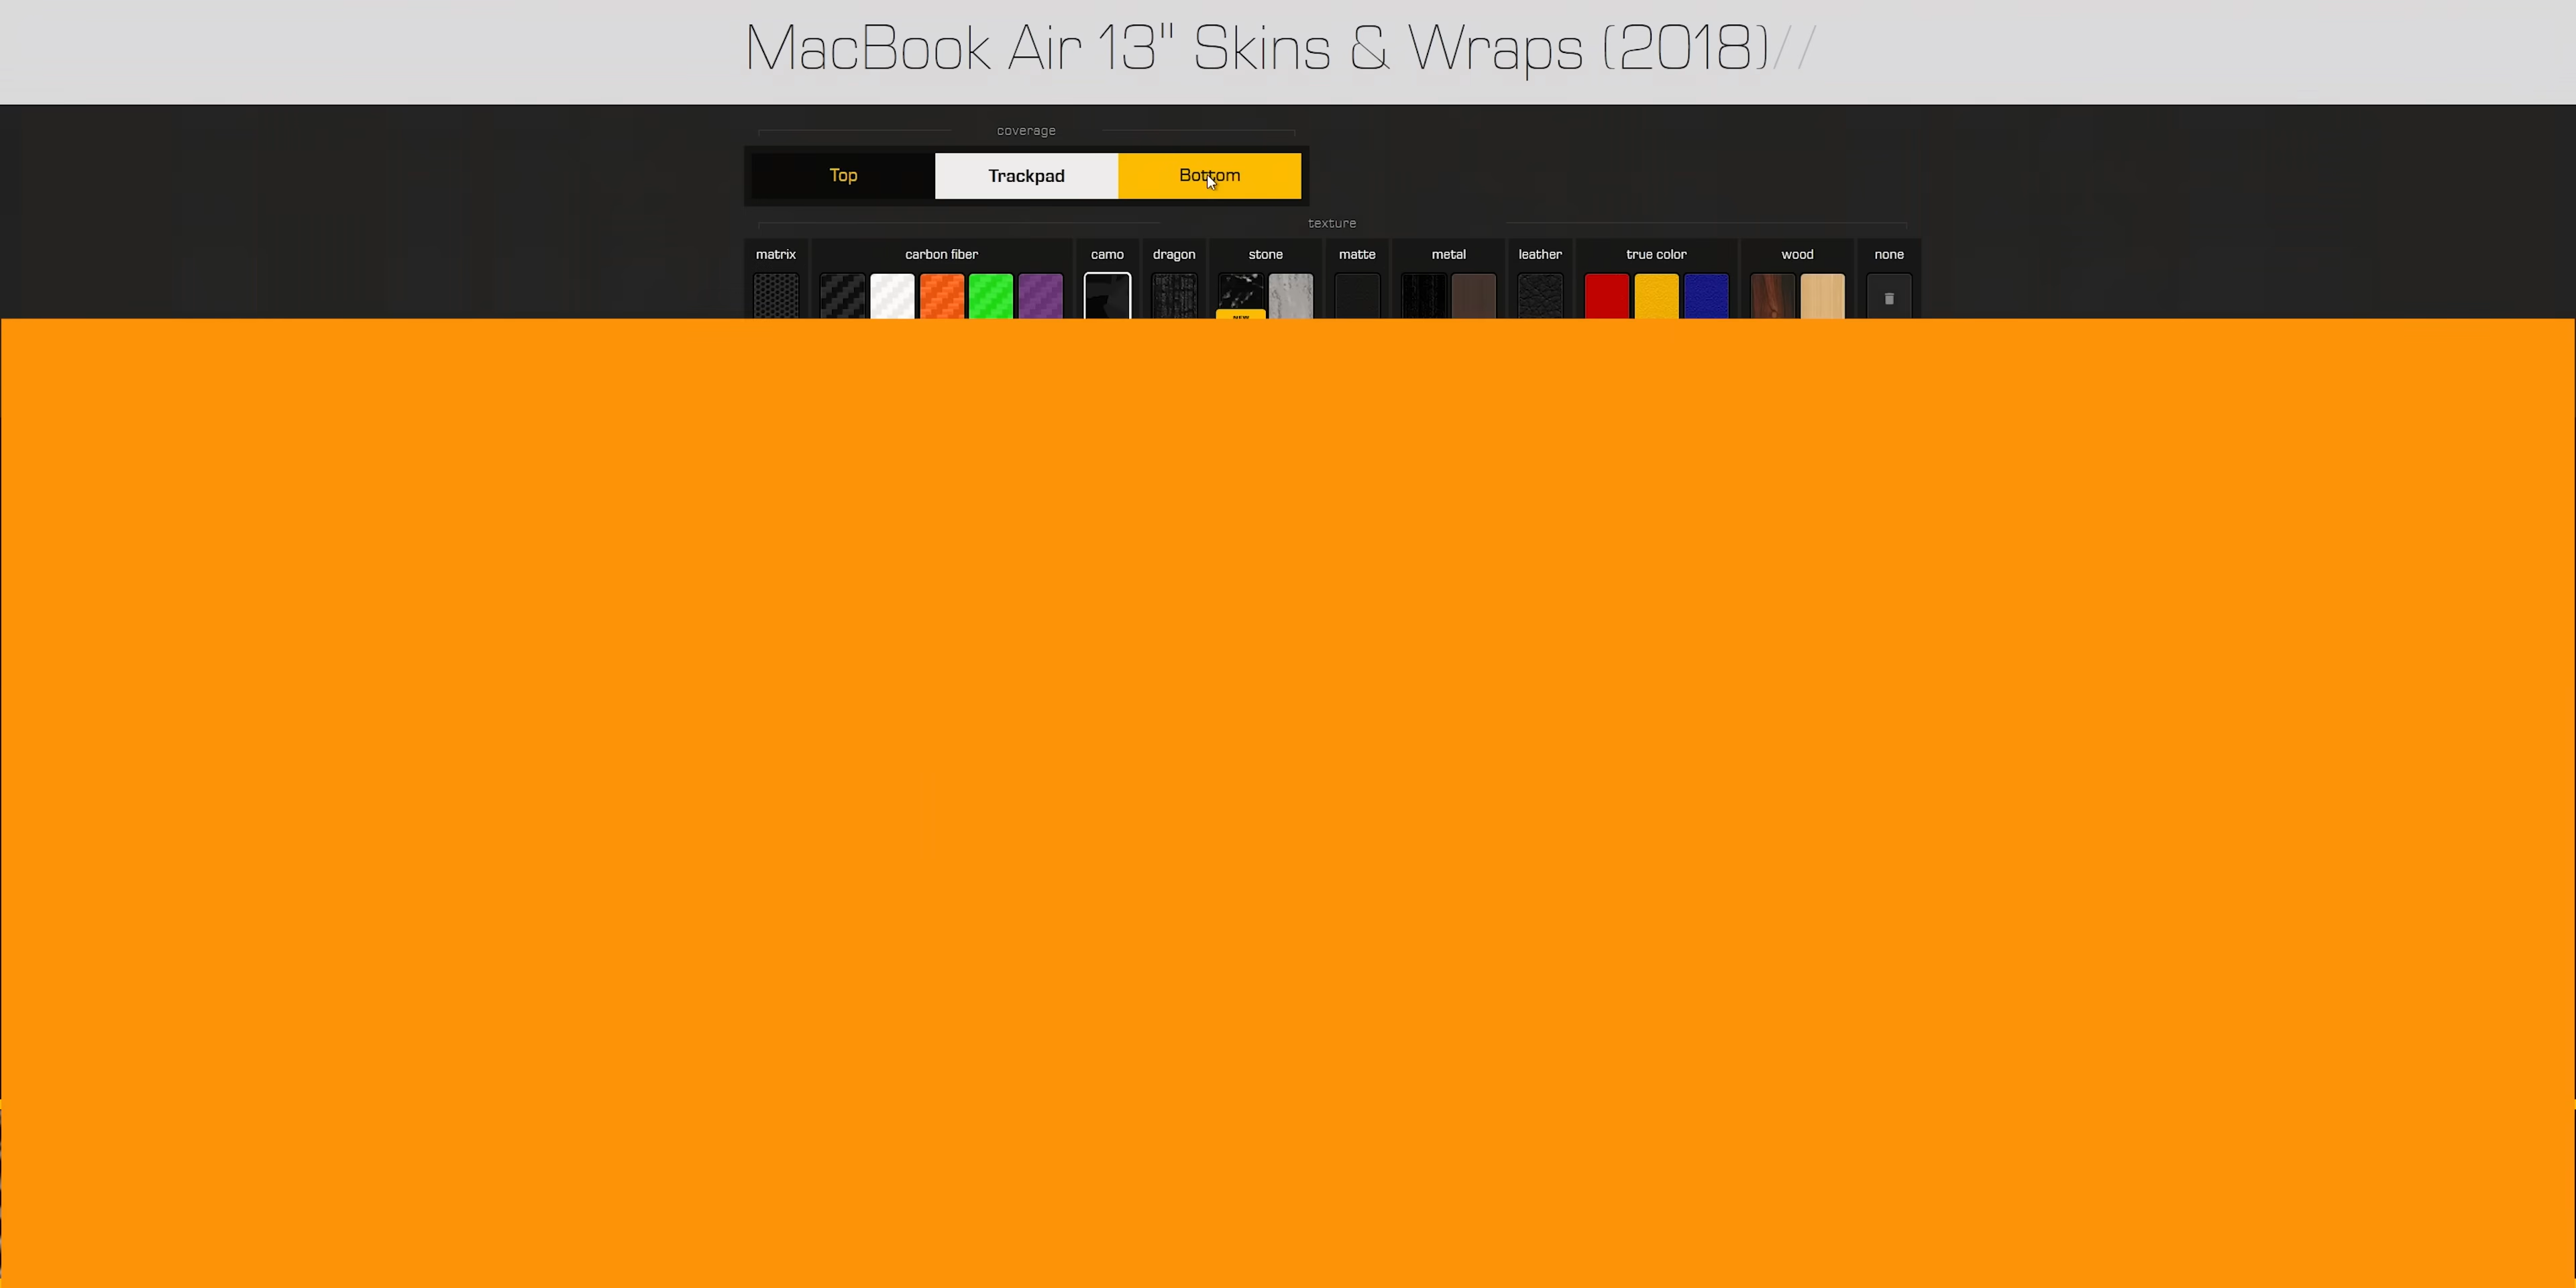 MacBook Air 13" Skins & Wraps (2018)//
coverage
Top Trackpad Bottom
texture
matrix carbon fiber camo dragon stone matte metal leather true color wood none